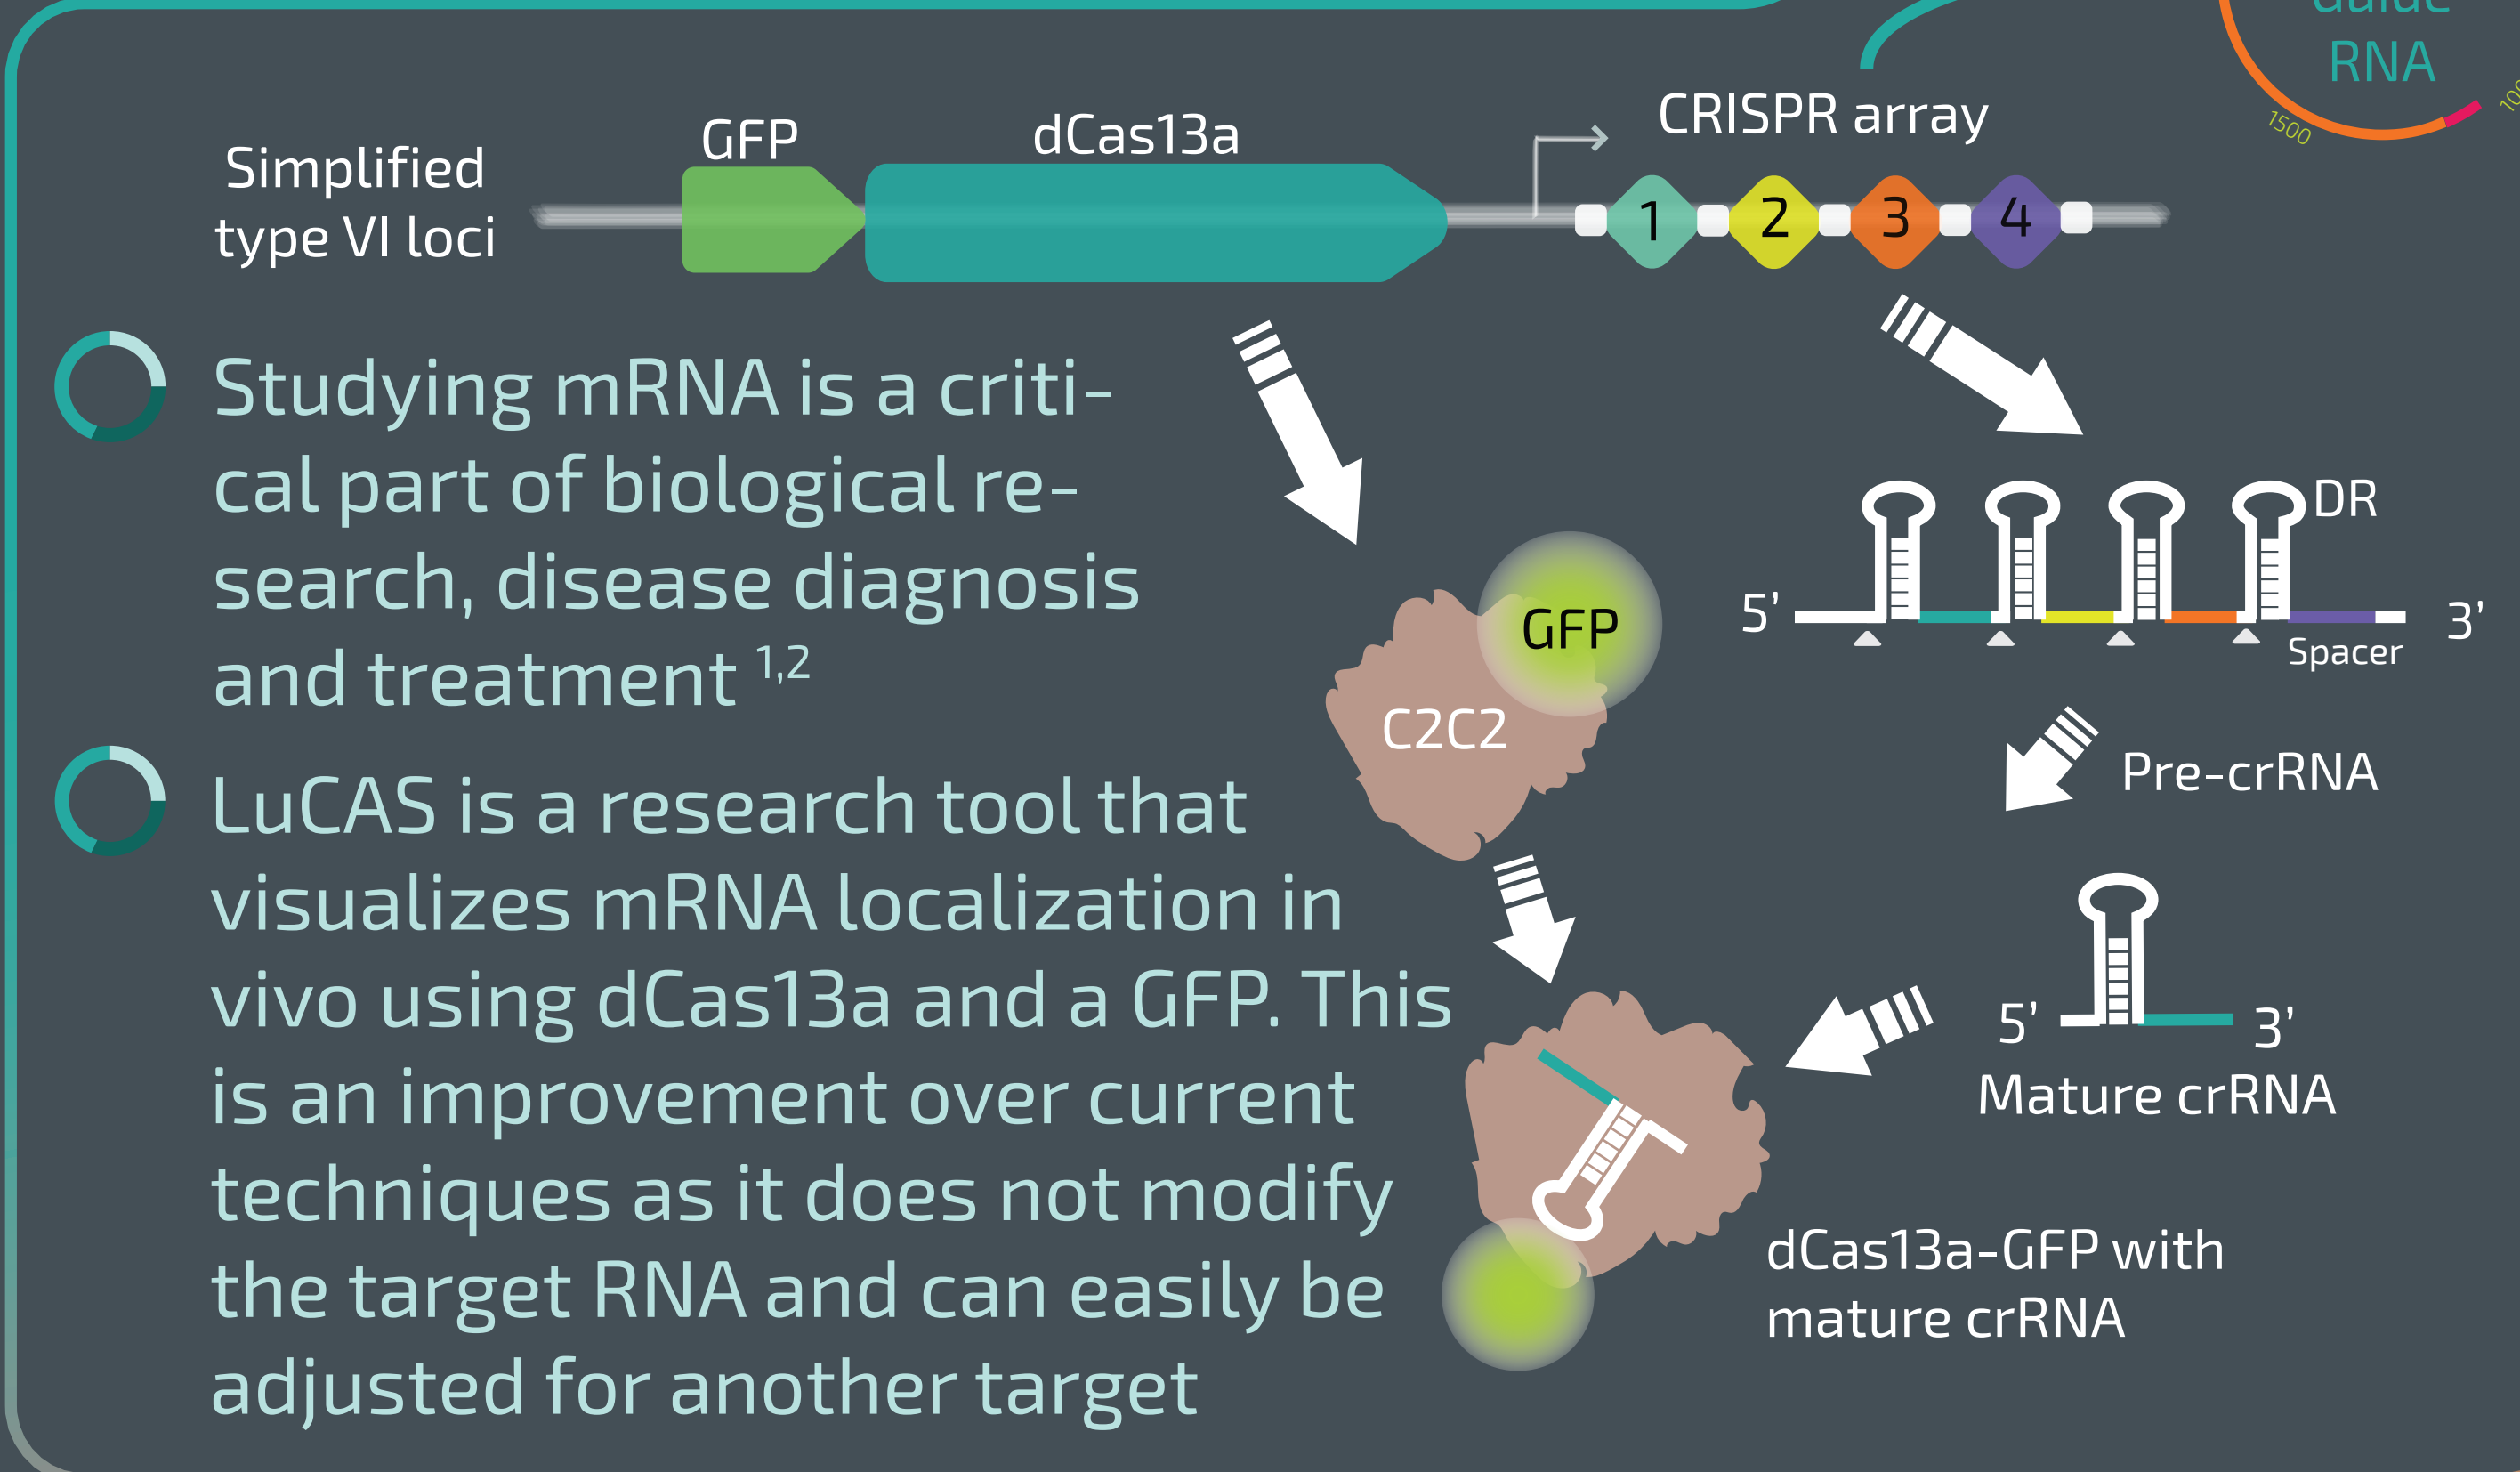 RNA
1500
Simplified
type VI loci
GFP
dCas13a
CRISPR array
1 2 3 4
Studying mRNA is a criti-
cal part of biological re-
search, disease diagnosis
and treatment 1,2
LuCAS is a research tool that
visualizes mRNA localization in
vivo using dCas13a and a GFP. This
is an improvement over current
techniques as it does not modify
the target RNA and can easily be
adjusted for another target
GFP
C2C2
DR
5’
3’
Spacer
Pre-crRNA
5’
3’
Mature crRNA
dCas13a-GFP with
mature crRNA